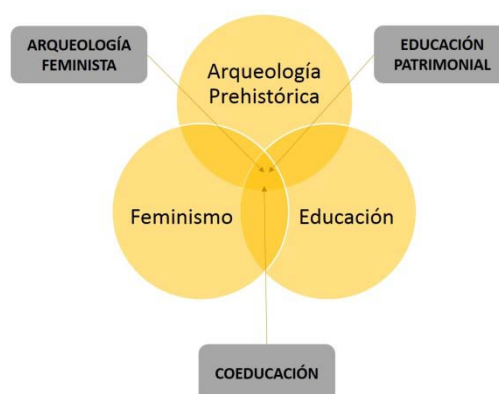 ARQUEOLOGÍA
FEMINISTA
EDUCACIÓN
PATRIMONIAL
Arqueología
Prehistórica
Feminismo
Educación
COEDUCACIÓN